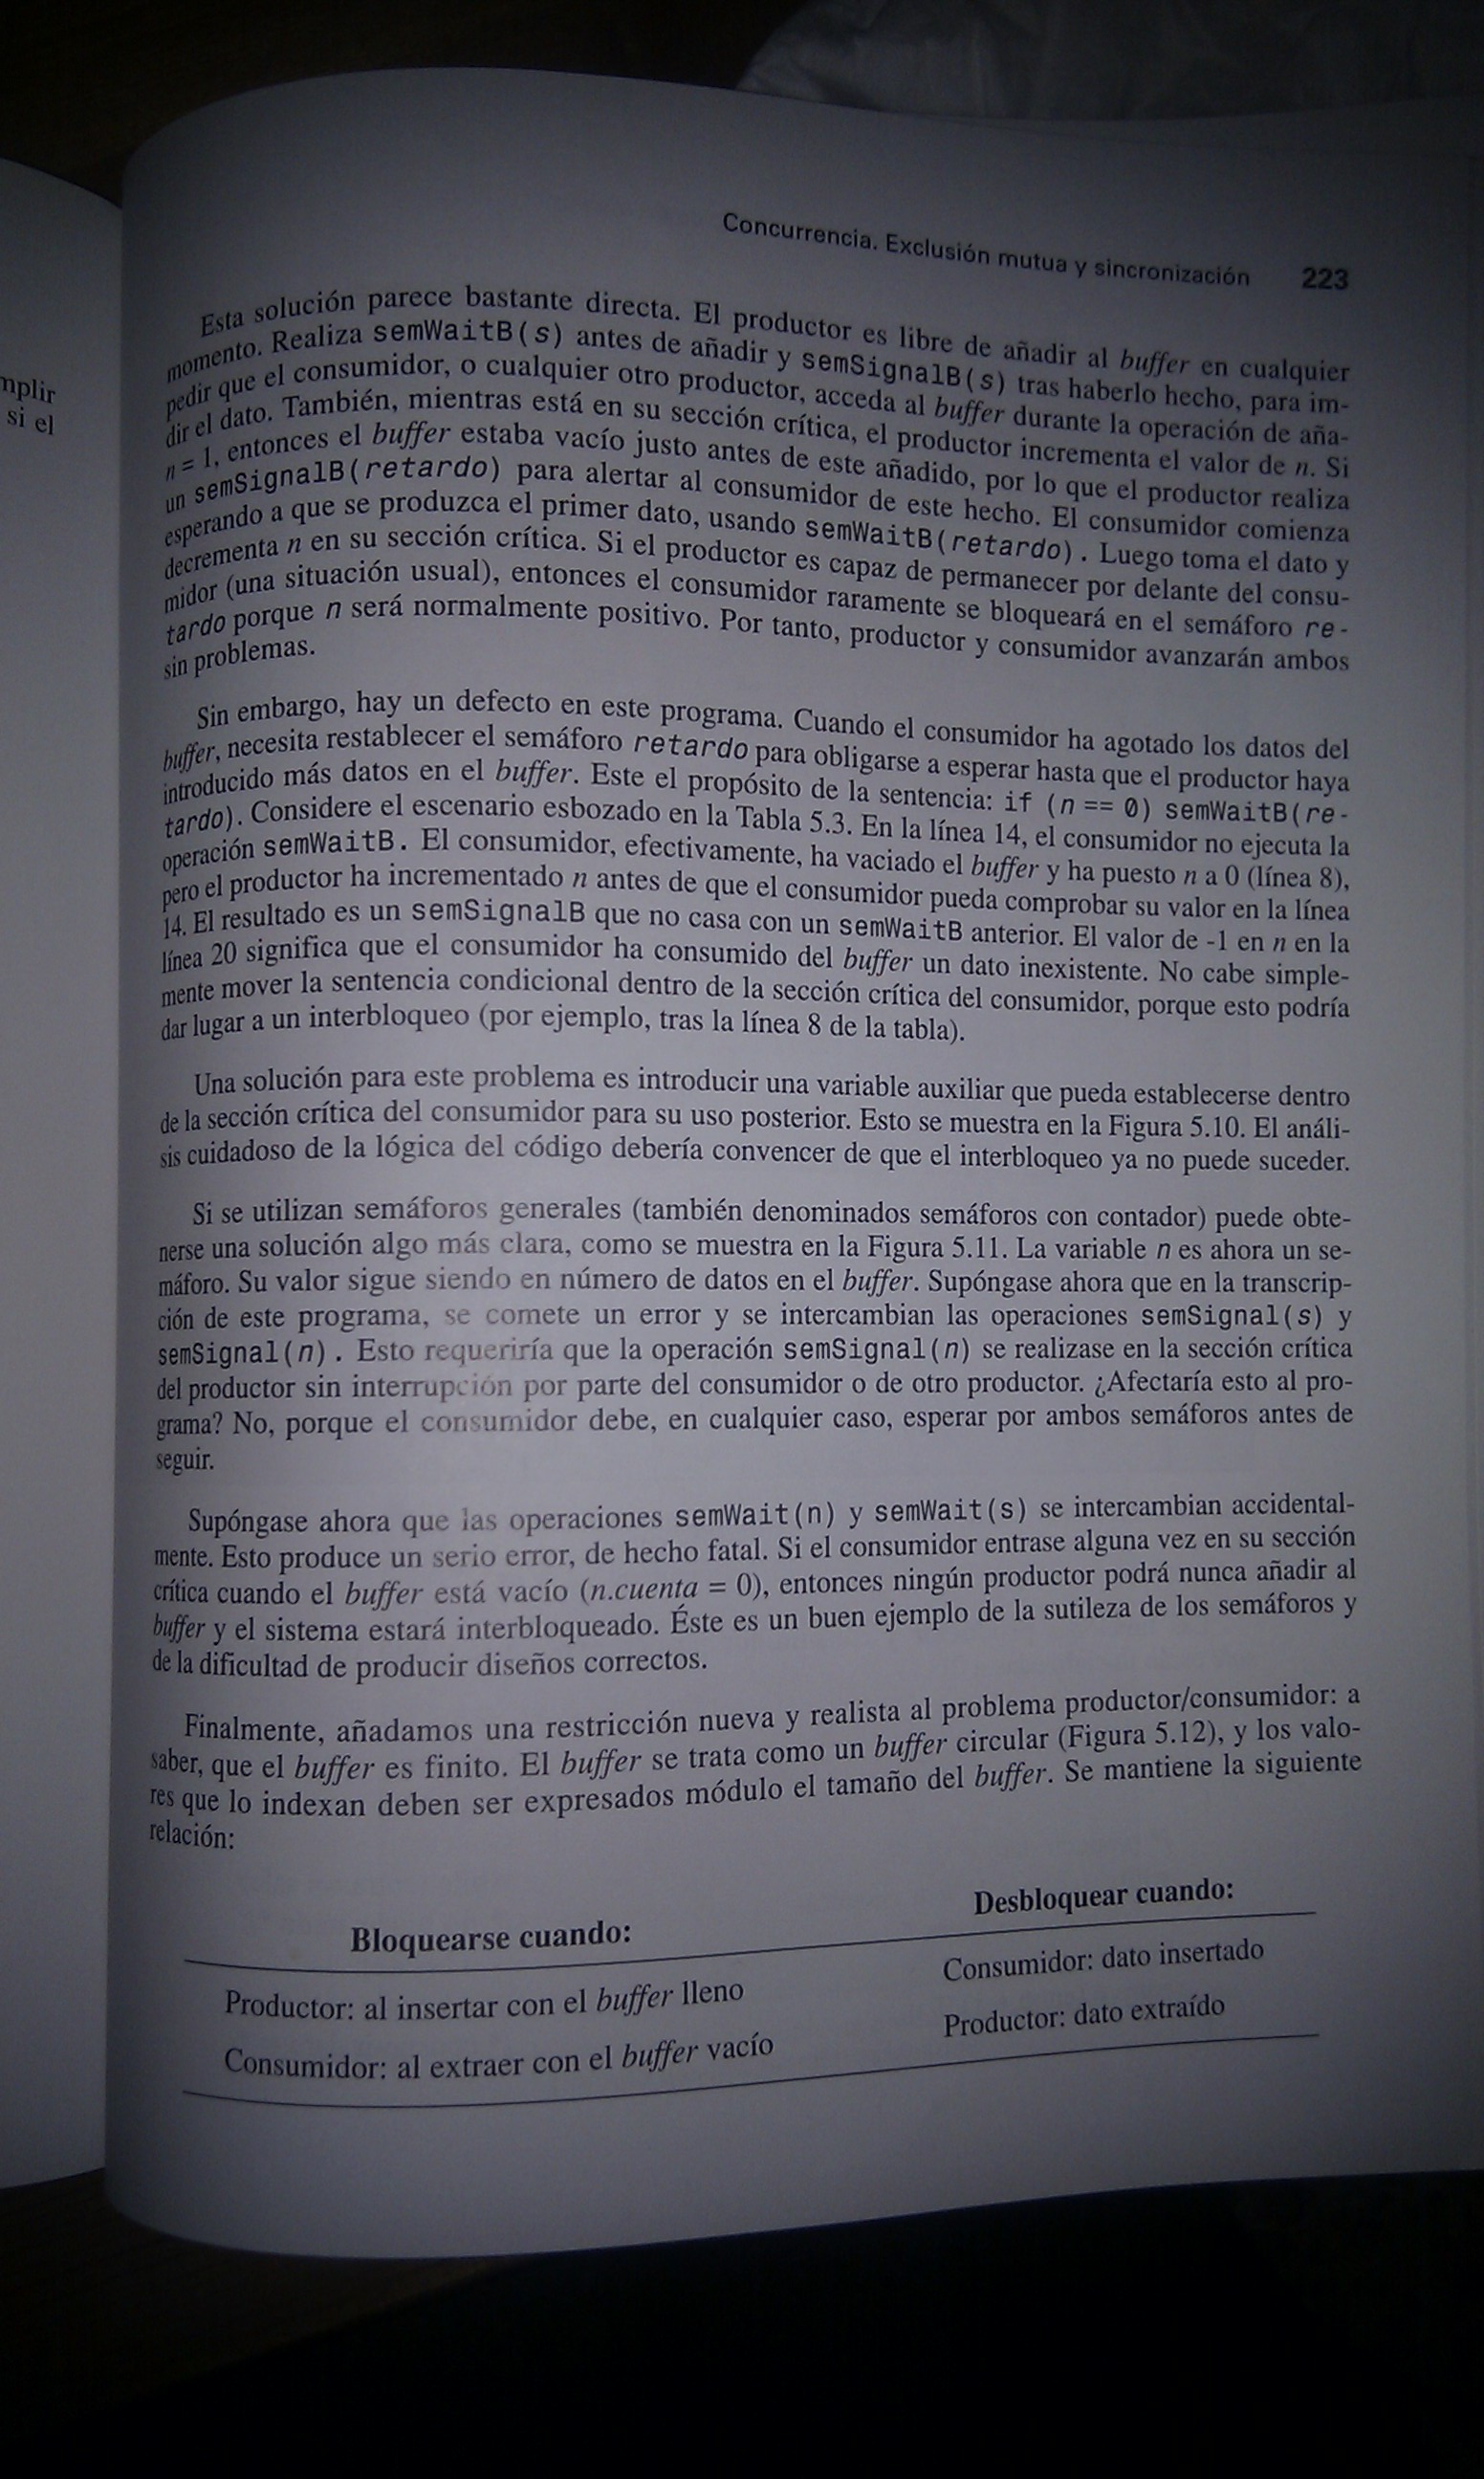 mplir
si el
Concurrencia. Exclusión mutua y sincronización 223
Esta solución parece bastante directa. El productor es libre de añadir al buffer en cualquier
momento. Realiza semWaitB(s) antes de añadir y semSignalB(s) tras haberlo hecho, para im-
pedir que el consumidor, o cualquier otro productor, acceda al buffer durante la operación de aña-
dir el dato. También, mientras está en su sección crítica, el productor incrementa el valor de n. Si
n = 1, entonces el buffer estaba vacío justo antes de este añadido, por lo que el productor realiza
un semSignalB(retardo) para alertar al consumidor de este hecho. El consumidor comienza
esperando a que se produzca el primer dato, usando semWaitB(retardo). Luego toma el dato y
decrementa n en su sección crítica. Si el productor es capaz de permanecer por delante del consu-
midor (una situación usual), entonces el consumidor raramente se bloqueará en el semáforo re-
tardo porque n será normalmente positivo. Por tanto, productor y consumidor avanzarán ambos
sin problemas.
Sin embargo, hay un defecto en este programa. Cuando el consumidor ha agotado los datos del
buffer, necesita restablecer el semáforo retardo para obligarse a esperar hasta que el productor haya
introducido más datos en el buffer. Este el propósito de la sentencia: if (n == 0) semWaitB(re-
tardo). Considere el escenario esbozado en la Tabla 5.3. En la línea 14, el consumidor no ejecuta la
operación semWaitB. El consumidor, efectivamente, ha vaciado el buffer y ha puesto n a 0 (línea 8),
pero el productor ha incrementado n antes de que el consumidor pueda comprobar su valor en la línea
14. El resultado es un semSignalB que no casa con un semWaitB anterior. El valor de -1 en n en la
línea 20 significa que el consumidor ha consumido del buffer un dato inexistente. No cabe simple-
mente mover la sentencia condicional dentro de la sección crítica del consumidor, porque esto podría
dar lugar a un interbloqueo (por ejemplo, tras la línea 8 de la tabla).
Una solución para este problema es introducir una variable auxiliar que pueda establecerse dentro
de la sección crítica del consumidor para su uso posterior. Esto se muestra en la Figura 5.10. El análi-
sis cuidadoso de la lógica del código debería convencer de que el interbloqueo ya no puede suceder.
Si se utilizan semáforos generales (también denominados semáforos con contador) puede obte-
nerse una solución algo más clara, como se muestra en la Figura 5.11. La variable n es ahora un se-
máforo. Su valor sigue siendo en número de datos en el buffer. Supóngase ahora que en la transcrip-
ción de este programa, se comete un error y se intercambian las operaciones semSignal(s) y
semSignal(n). Esto requeriría que la operación semSignal(n) se realizase en la sección crítica
del productor sin interrupción por parte del consumidor o de otro productor. ¿Afectaría esto al pro-
grama? No, porque el consumidor debe, en cualquier caso, esperar por ambos semáforos antes de
seguir.
Supóngase ahora que las operaciones semWait(n) y semWait(s) se intercambian accidental-
mente. Esto produce un serio error, de hecho fatal. Si el consumidor entrase alguna vez en su sección
crítica cuando el buffer está vacío (n.cuenta = 0), entonces ningún productor podrá nunca añadir al
buffer y el sistema estará interbloqueado. Éste es un buen ejemplo de la sutileza de los semáforos y
de la dificultad de producir diseños correctos.
Finalmente, añadamos una restricción nueva y realista al problema productor/consumidor: a
saber, que el buffer es finito. El buffer se trata como un buffer circular (Figura 5.12), y los valo-
res que lo indexan deben ser expresados módulo el tamaño del buffer. Se mantiene la siguiente
relación:
Bloquearse cuando: Desbloquear cuando:
Productor: al insertar con el buffer lleno Consumidor: dato insertado
Consumidor: al extraer con el buffer vacío Productor: dato extraído